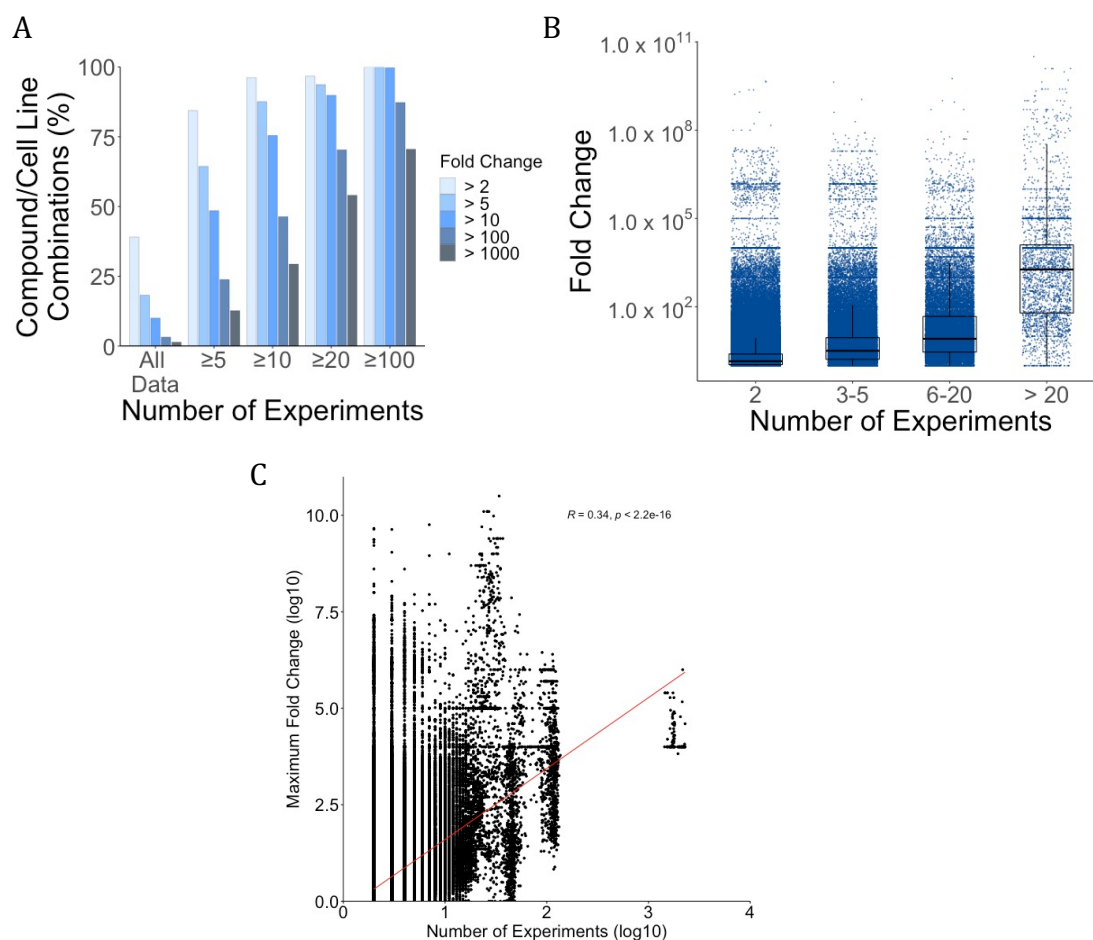 A
Compound/Cell Line
Combinations (%)
100
75
50
25
0
All
Data
≥5
≥10
≥20
≥100
Number of Experiments
Fold Change
> 2
> 5
> 10
> 100
> 1000
B
Fold Change
1.0 x 10¹¹
1.0 x 10⁸
1.0 x 10⁵
1.0 x 10²
2
3-5
6-20
> 20
Number of Experiments
C
Maximum Fold Change (log10)
10.0
7.5
5.0
2.5
0.0
R = 0.34, p < 2.2e-16
0
1
2
3
4
Number of Experiments (log10)